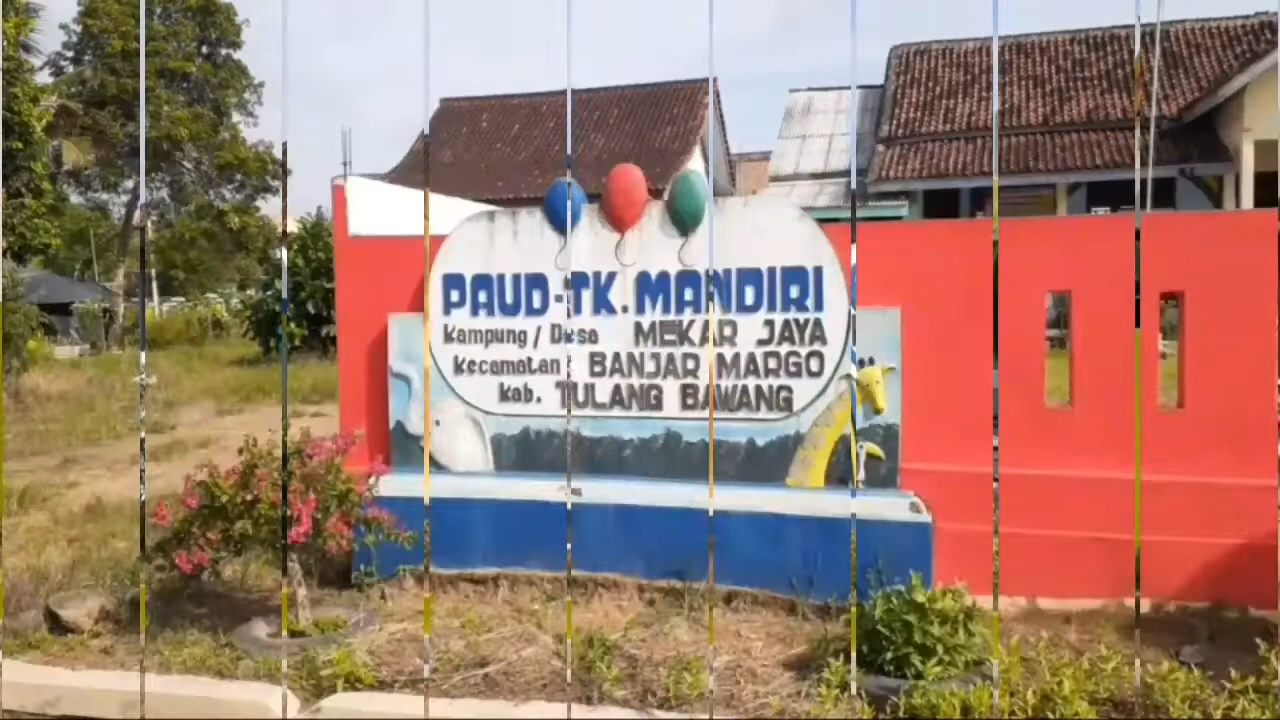 PAUD-TK. MANDIRI
Kampung / Desa MEKAR JAYA
Kecamatan : BANJAR MARGO
Kab. TULANG BAWANG